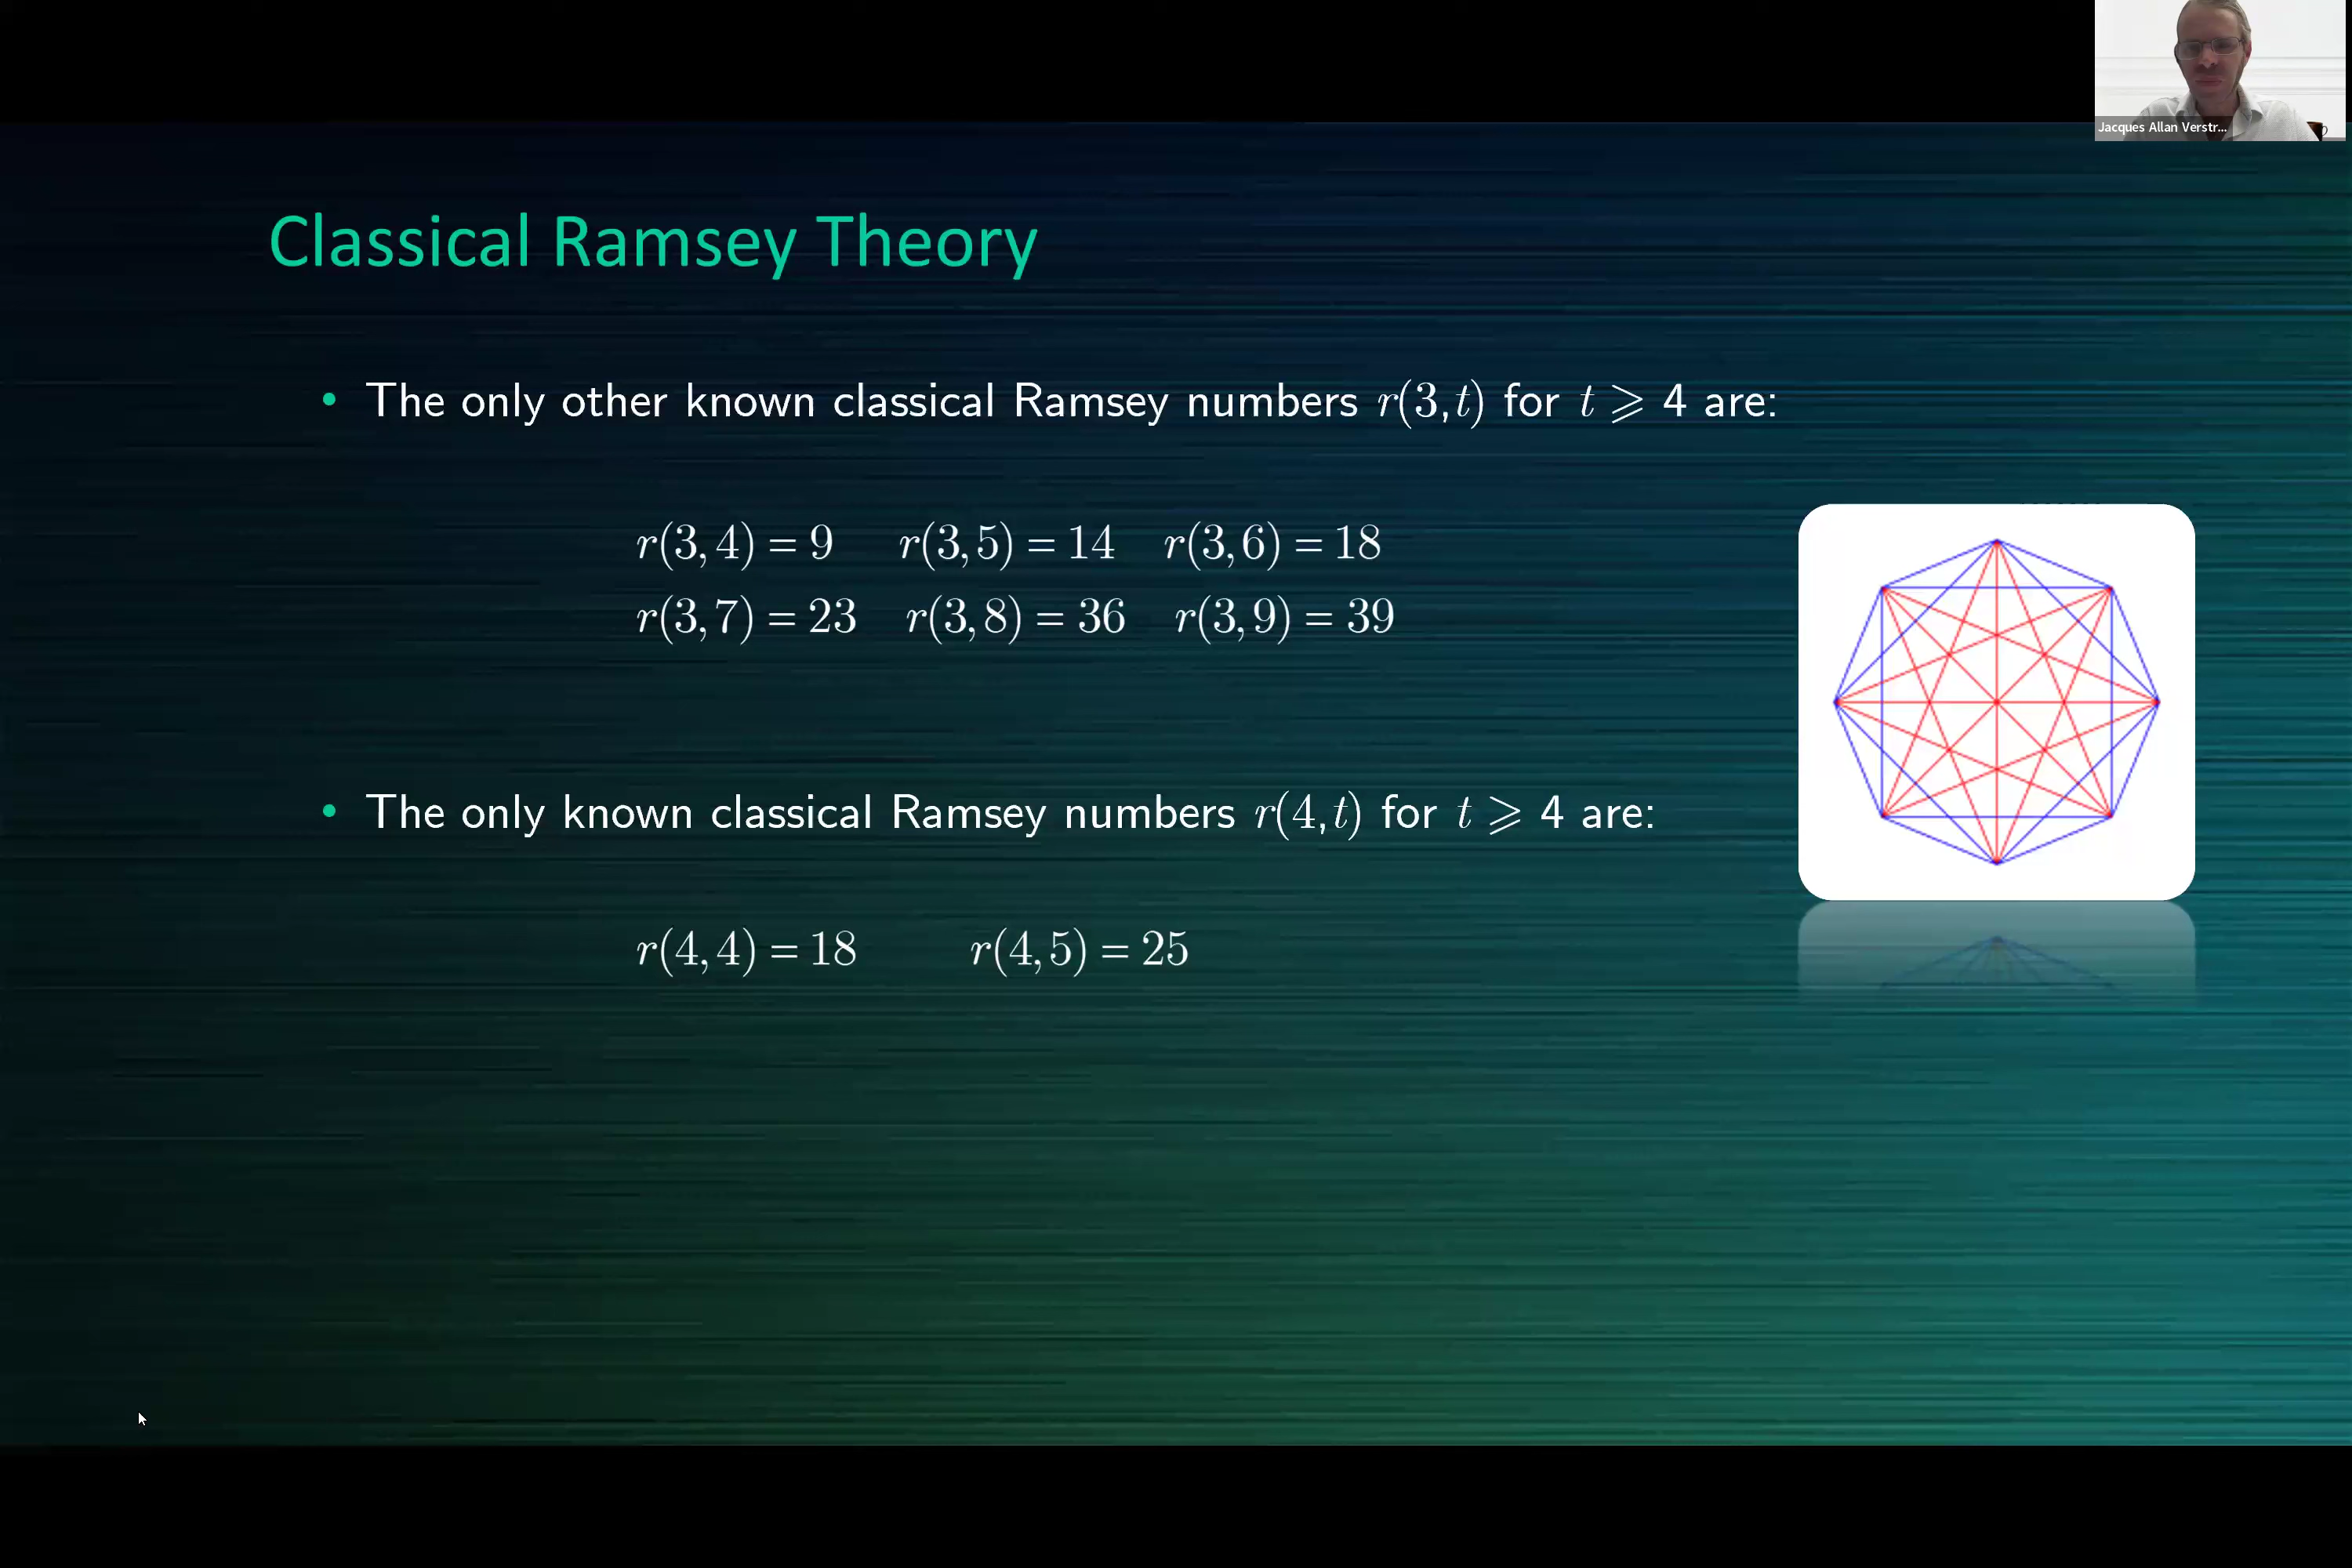 Jacques Allan Verstr...
Classical Ramsey Theory
• The only other known classical Ramsey numbers r(3,t) for t ⩾ 4 are:
r(3,4) = 9 r(3,5) = 14 r(3,6) = 18
r(3,7) = 23 r(3,8) = 36 r(3,9) = 39
• The only known classical Ramsey numbers r(4,t) for t ⩾ 4 are:
r(4,4) = 18 r(4,5) = 25